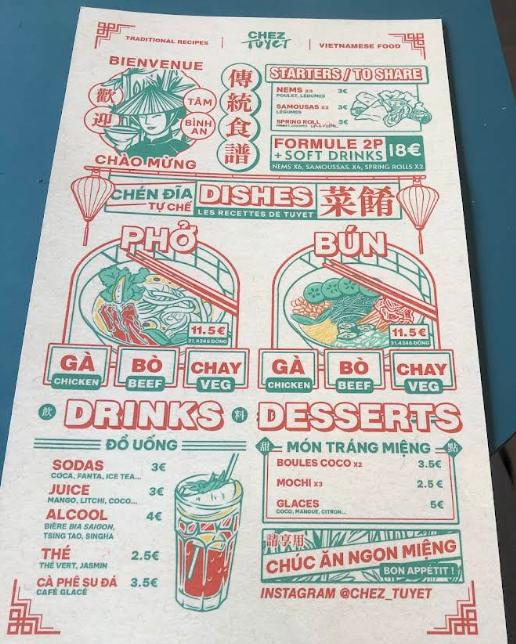 TRADITIONAL RECIPES
CHEZ
TUYET
VIETNAMESE FOOD
BIENVENUE
歡
迎
TÂM
BÌNH
AN
CHÀO MỪNG
傳統食譜
STARTERS / TO SHARE
NEMS X3 3€
POULET, LÉGUMES
SAMOUSAS X2 3€
LÉGUMES
SPRING ROLL 3€
FORMULE 2P
+ SOFT DRINKS
18€
NEMS X6, SAMOUSSAS X4, SPRING ROLLS X2
CHÉN ĐĨA
TỰ CHẾ
DISHES
LES RECETTES DE TUYET
菜餚
PHỞ
11.5€
GÀ
CHICKEN
BÒ
BEEF
CHAY
VEG
BÚN
11.5€
GÀ
CHICKEN
BÒ
BEEF
CHAY
VEG
飲 DRINKS 料
ĐỒ UỐNG
SODAS 3€
COCA, FANTA, ICE TEA...
JUICE 3€
MANGO, LITCHI, COCO...
ALCOOL 4€
BIÈRE BIA SAIGON,
TSING TAO, SINGHA
THÉ 2.5€
THÉ VERT, JASMIN
CÀ PHÊ SU ĐÁ 3.5€
CAFÉ GLACÉ
DESSERTS
甜 MÓN TRÁNG MIỆNG 點
BOULES COCO X2 3.5€
MOCHI X3 2.5 €
GLACES 5€
COCO, MANGUE, CITRON...
請享用
CHÚC ĂN NGON MIỆNG
BON APPÉTIT !
INSTAGRAM @CHEZ_TUYET